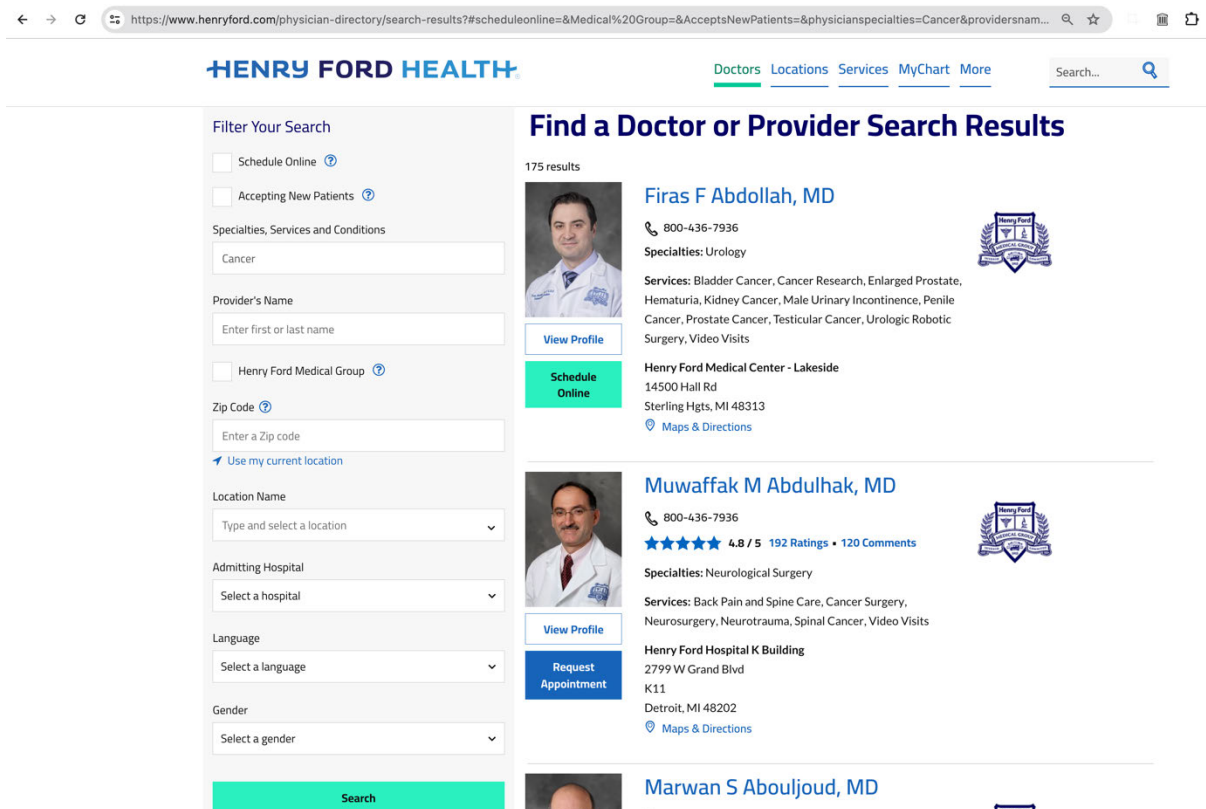 https://www.henryford.com/physician-directory/search-results?#scheduleonline=&Medical%20Group=&AcceptsNewPatients=&physicianspecialties=Cancer&providersnam...
HENRY FORD HEALTH
Doctors Locations Services MyChart More
Search...
Filter Your Search
Schedule Online ?
Accepting New Patients ?
Specialties, Services and Conditions
Cancer
Provider's Name
Enter first or last name
Henry Ford Medical Group ?
Zip Code ?
Enter a Zip code
Use my current location
Location Name
Type and select a location
Admitting Hospital
Select a hospital
Language
Select a language
Gender
Select a gender
Search
Find a Doctor or Provider Search Results
175 results
Firas F Abdollah, MD
800-436-7936
Specialties: Urology
Services: Bladder Cancer, Cancer Research, Enlarged Prostate,
Hematuria, Kidney Cancer, Male Urinary Incontinence, Penile
Cancer, Prostate Cancer, Testicular Cancer, Urologic Robotic
Surgery, Video Visits
Henry Ford Medical Center - Lakeside
14500 Hall Rd
Sterling Hgts, MI 48313
Maps & Directions
View Profile
Schedule
Online
Henry Ford
MEDICAL GROUP
Muwaffak M Abdulhak, MD
800-436-7936
4.8 / 5 192 Ratings • 120 Comments
Specialties: Neurological Surgery
Services: Back Pain and Spine Care, Cancer Surgery,
Neurosurgery, Neurotrauma, Spinal Cancer, Video Visits
Henry Ford Hospital K Building
2799 W Grand Blvd
K11
Detroit, MI 48202
Maps & Directions
View Profile
Request
Appointment
Henry Ford
MEDICAL GROUP
Marwan S Abouljoud, MD